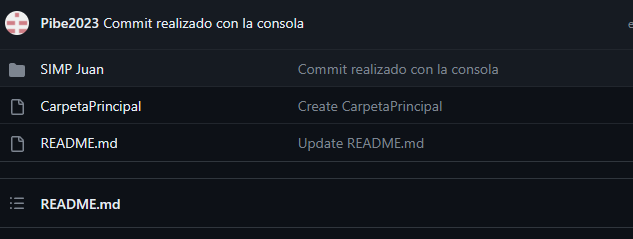 Pibe2023 Commit realizado con la consola
SIMP Juan Commit realizado con la consola
CarpetaPrincipal Create CarpetaPrincipal
README.md Update README.md
README.md